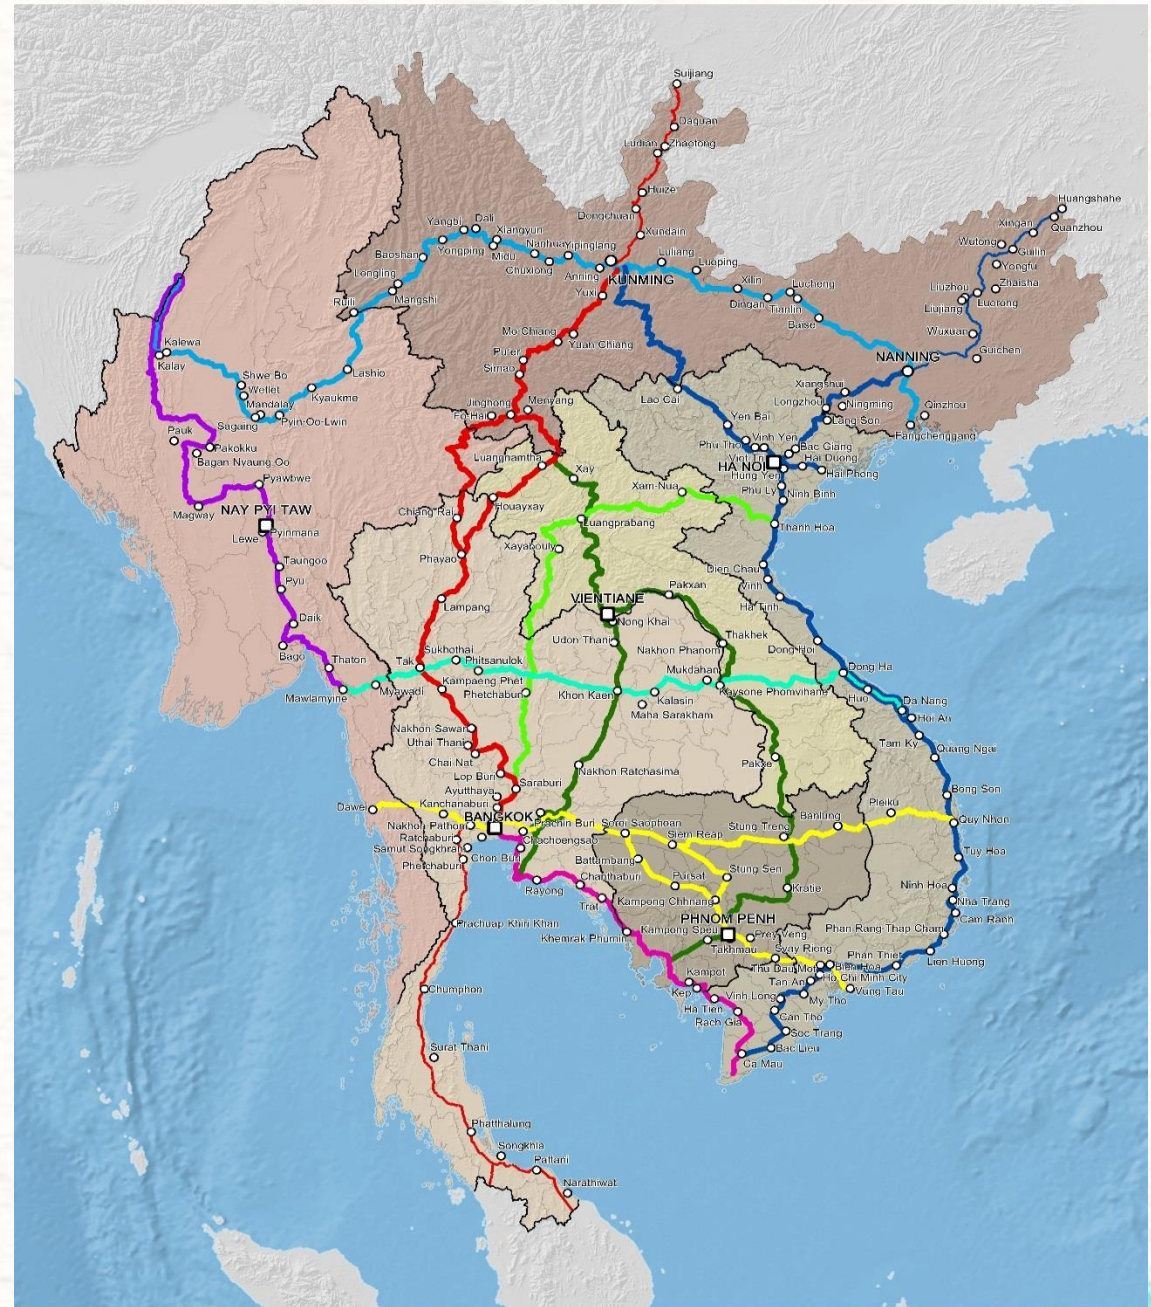 Suijiang
Daguan
Ludian
Zhaotong
Huize
Dongchuan
Xundain
Huangshahe
Xingan
Quanzhou
Wutong
Guilin
Yongfu
Zhaisha
Liuzhou
Luorong
Liujiang
Wuxuan
Guichen
Yangbi
Dali
Xiangyun
Baoshan
Yongping
Midu
Nanhua
Yipinglang
Chuxiong
Anning
KUNMING
Luliang
Luoping
Xilin
Lucheng
Dingan
Tianlin
Baise
NANNING
Longling
Mangshi
Ruili
Yuxi
Mo Chiang
Yuan Chiang
Pu'er
Simao
Kalewa
Kalay
Shwe Bo
Wetlet
Mandalay
Sagaing
Pyin-Oo-Lwin
Kyaukme
Lashio
Lao Cai
Xiangshui
Longzhou
Ningming
Lang Son
Qinzhou
Fangchenggang
Jinghong
Menyang
Fo-Hai
Yen Bai
Phu Tho
Vinh Yen
Viet Tri
Bac Giang
HA NOI
Hai Duong
Hung Yen
Hai Phong
Phu Ly
Ninh Binh
Thanh Hoa
Pauk
Pakokku
Bagan Nyaung Oo
Pyawbwe
Magway
NAY PYI TAW
Lewe
Pyinmana
Taungoo
Pyu
Daik
Bago
Thaton
Mawlamyine
Myawadi
Luanghamtha
Xay
Xam-Nua
Houayxay
Chiang Rai
Luangprabang
Xayabouly
Phayao
Lampang
Dien Chau
Vinh
Ha Tinh
VIENTIANE
Pakxan
Nong Khai
Udon Thani
Nakhon Phanom
Thakhek
Dong Hoi
Sukhothai
Tak
Phitsanulok
Kampaeng Phet
Phetchabun
Khon Kaen
Kalasin
Mukdahan
Kaysone Phomvihane
Maha Sarakham
Dong Ha
Hue
Da Nang
Hoi An
Tam Ky
Quang Ngai
Nakhon Sawan
Uthai Thani
Chai Nat
Lop Buri
Saraburi
Ayutthaya
Nakhon Ratchasima
Pakxe
Bong Son
Dawei
Kanchanaburi
BANGKOK
Nakhon Pathom
Ratchaburi
Samut Songkhram
Phetchaburi
Prachin Buri
Chachoengsao
Chon Buri
Serei Saophoan
Siem Reap
Stung Treng
Banlung
Pleiku
Quy Nhon
Tuy Hoa
Battambang
Pursat
Stung Sen
Kratie
Rayong
Chanthaburi
Trat
Kampong Chhnang
PHNOM PENH
Khemrak Phumin
Kampong Speu
Takhmau
Prey Veng
Svay Rieng
Ninh Hoa
Nha Trang
Cam Ranh
Phan Rang-Thap Cham
Phan Thiet
Lien Huong
Thu Dau Mot
Bien Hoa
Ho Chi Minh City
Tan An
Vung Tau
My Tho
Kampot
Kep
Ha Tien
Rach Gia
Vinh Long
Can Tho
Soc Trang
Bac Lieu
Ca Mau
Prachuap Khiri Khan
Chumphon
Surat Thani
Phatthalung
Songkhla
Pattani
Narathiwat